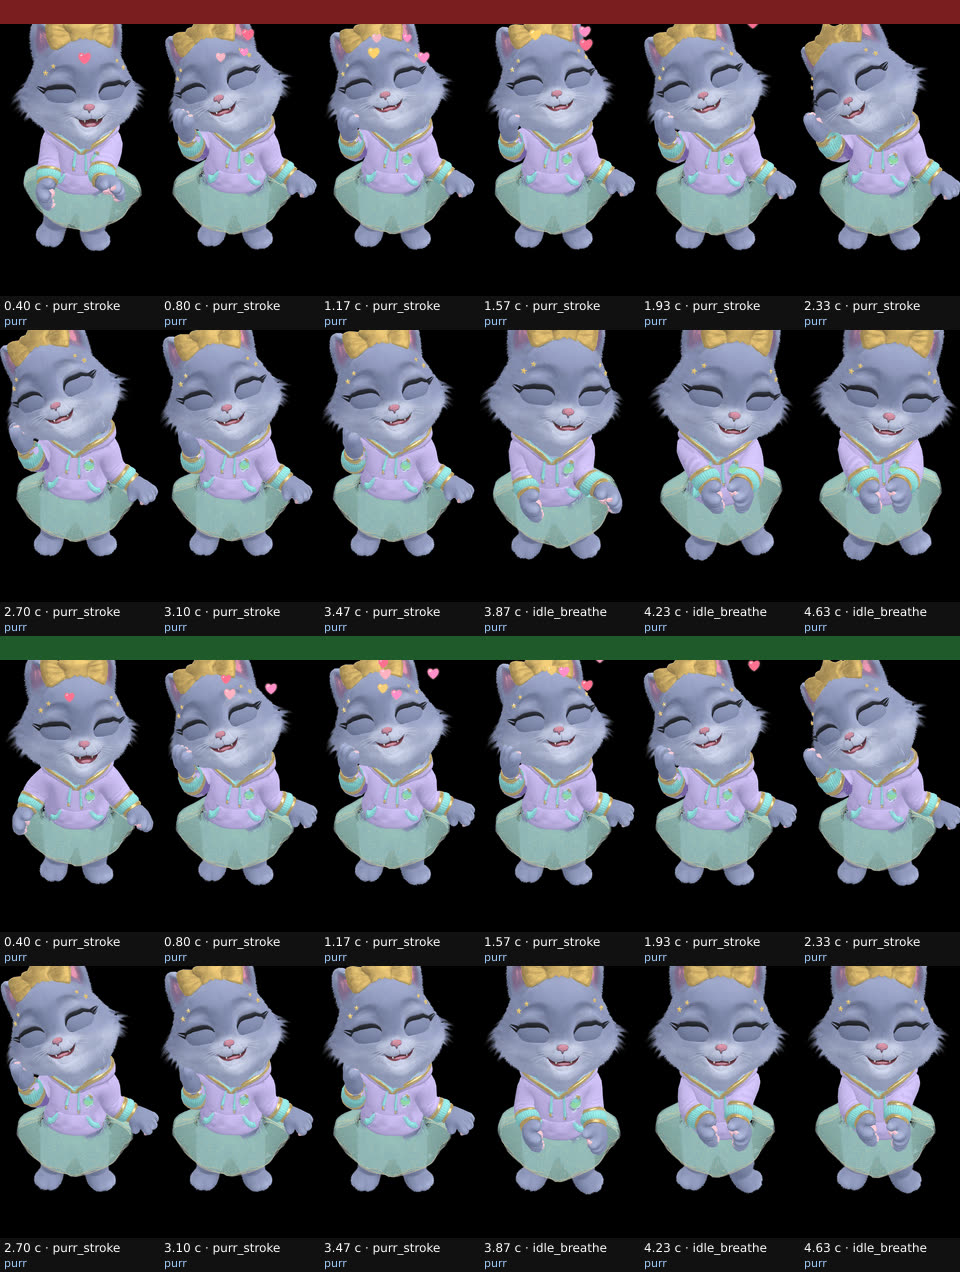 0.40 c · purr_stroke
purr
0.80 c · purr_stroke
purr
1.17 c · purr_stroke
purr
1.57 c · purr_stroke
purr
1.93 c · purr_stroke
purr
2.33 c · purr_stroke
purr
2.70 c · purr_stroke
purr
3.10 c · purr_stroke
purr
3.47 c · purr_stroke
purr
3.87 c · idle_breathe
purr
4.23 c · idle_breathe
purr
4.63 c · idle_breathe
purr
0.40 c · purr_stroke
purr
0.80 c · purr_stroke
purr
1.17 c · purr_stroke
purr
1.57 c · purr_stroke
purr
1.93 c · purr_stroke
purr
2.33 c · purr_stroke
purr
2.70 c · purr_stroke
purr
3.10 c · purr_stroke
purr
3.47 c · purr_stroke
purr
3.87 c · idle_breathe
purr
4.23 c · idle_breathe
purr
4.63 c · idle_breathe
purr